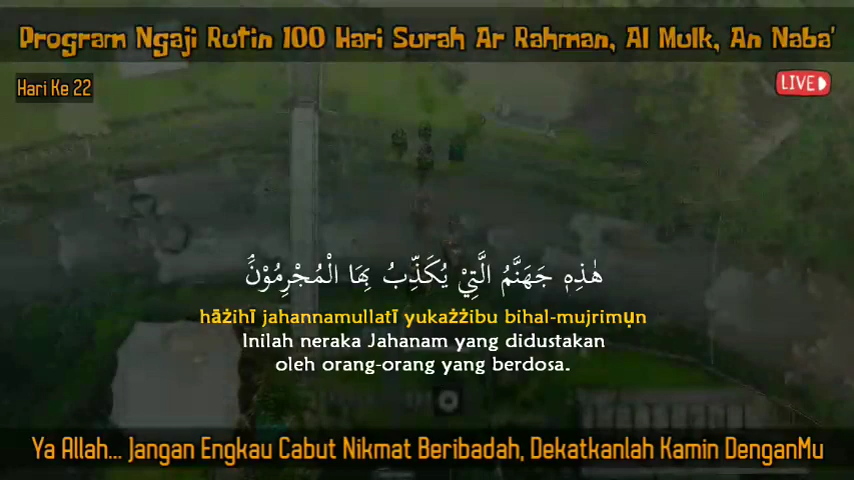 Program Ngaji Rutin 100 Hari Surah Ar Rahman, Al Mulk, An Naba'
Hari Ke 22
LIVE
هٰذِهٖ جَهَنَّمُ الَّتِيْ يُكَذِّبُ بِهَا الْمُجْرِمُوْنَۘ
hāżihī jahannamullatī yukażżibu bihal-mujrimụn
Inilah neraka Jahanam yang didustakan
oleh orang-orang yang berdosa.
Ya Allah... Jangan Engkau Cabut Nikmat Beribadah, Dekatkanlah Kamin DenganMu